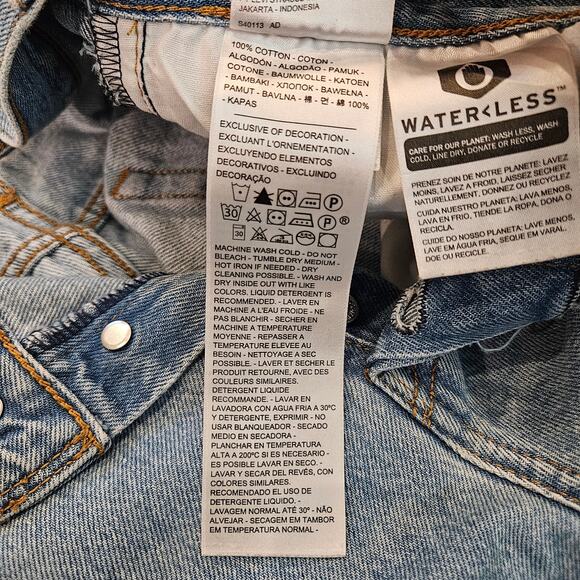 JAKARTA - INDONESIA
S40113 AD
100% COTTON - COTON -
ALGODÓN - ALGODÃO - PAMUK -
COTONE - BAUMWOLLE - KATOEN
- BAMBAKI - ХЛОПОК - BAWEŁNA -
PAMUT - BAVLNA - 棉 - 면 - 綿 100%
- KAPAS
EXCLUSIVE OF DECORATION -
EXCLUANT L'ORNEMENTATION -
EXCLUYENDO ELEMENTOS
DECORATIVOS - EXCLUINDO
DECORAÇÃO
P
30
P
®
30
MACHINE WASH COLD - DO NOT
BLEACH - TUMBLE DRY MEDIUM -
HOT IRON IF NEEDED - DRY
CLEANING POSSIBLE. - WASH AND
DRY INSIDE OUT WITH LIKE
COLORS. LIQUID DETERGENT IS
RECOMMENDED. - LAVER EN
MACHINE A L'EAU FROIDE - NE
PAS BLANCHIR - SECHER EN
MACHINE A TEMPERATURE
MOYENNE - REPASSER A
TEMPERATURE ELEVEE AU
BESOIN - NETTOYAGE A SEC
POSSIBLE. - LAVER ET SECHER LE
PRODUIT RETOURNE, AVEC DES
COULEURS SIMILAIRES.
DETERGENT LIQUIDE
RECOMMANDE. - LAVAR EN
LAVADORA CON AGUA FRIA A 30ºC
Y DETERGENTE, EXPRIMIR - NO
USAR BLANQUEADOR - SECADO
MEDIO EN SECADORA -
PLANCHAR EN TEMPERATURA
ALTA A 200ºC SI ES NECESARIO -
ES POSIBLE LAVAR EN SECO. -
LAVAR Y SECAR DEL REVÉS, CON
COLORES SIMILARES.
RECOMENDADO EL USO DE
DETERGENTE LÍQUIDO. -
LAVAGEM NORMAL ATÉ 30º - NÃO
ALVEJAR - SECAGEM EM TAMBOR
EM TEMPERATURA NORMAL -
WATER<LESS™
CARE FOR OUR PLANET: WASH LESS, WASH
COLD, LINE DRY, DONATE OR RECYCLE
PRENEZ SOIN DE NOTRE PLANETE: LAVEZ
MOINS, LAVEZ A FROID, LAISSEZ SECHER
NATURELLEMENT, DONNEZ OU RECYCLEZ
CUIDA NUESTRO PLANETA: LAVA MENOS,
LAVA EN FRIO, TIENDE LA ROPA, DONA O
RECICLA.
CUIDE DO NOSSO PLANETA: LAVE MENOS,
LAVE EM ÁGUA FRIA, SEQUE EM VARAL,
DOE OU RECICLE.